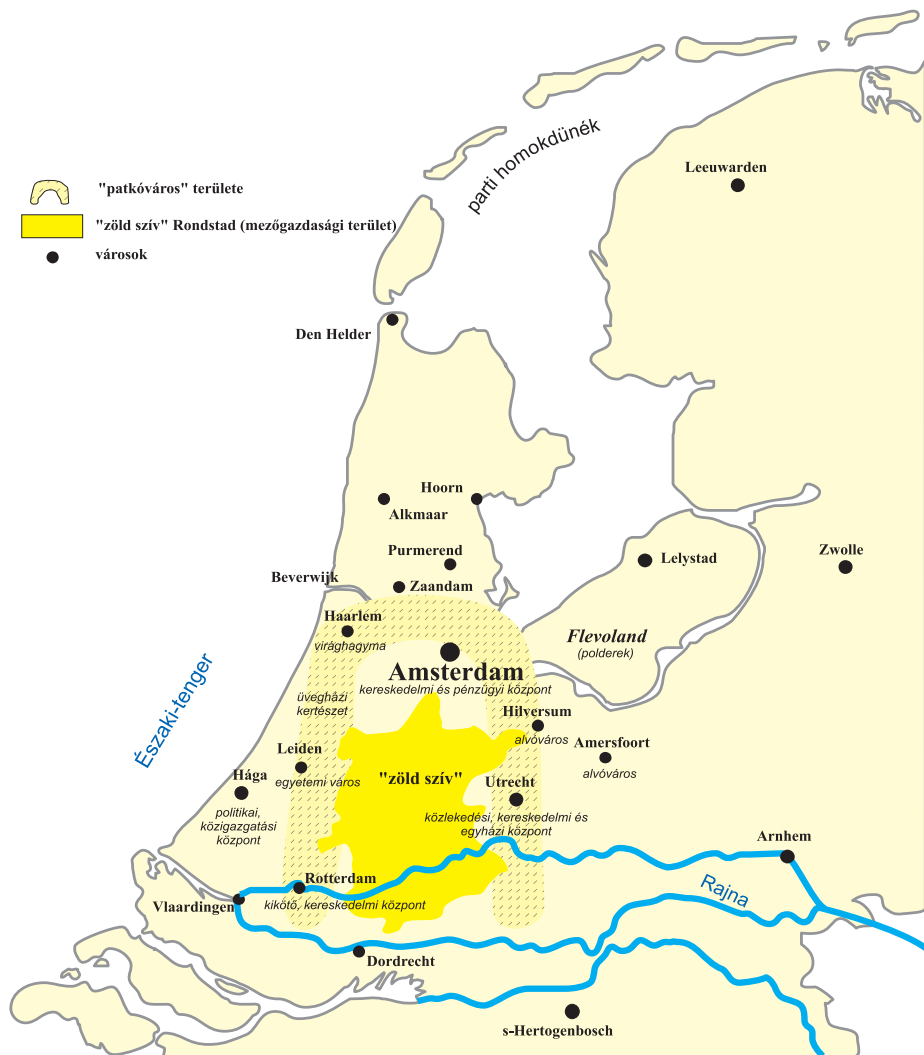 parti homokdünék
Leeuwarden
"patkóváros" területe
"zöld szív" Rondstad (mezőgazdasági terület)
városok
Den Helder
Hoorn
Alkmaar
Purmerend
Lelystad
Zwolle
Beverwijk
Zaandam
Haarlem
virághagyma
Flevoland
(polderek)
Amsterdam
kereskedelmi és pénzügyi központ
üvegházi
kertészet
Északi-tenger
Hilversum
alvóváros
Amersfoort
alvóváros
Leiden
egyetemi város
"zöld szív"
Hága
politikai,
közigazgatási
központ
Utrecht
közlekedési, kereskedelmi és
egyházi központ
Arnhem
Rotterdam
kikötő, kereskedelmi központ
Rajna
Vlaardingen
Dordrecht
s-Hertogenbosch